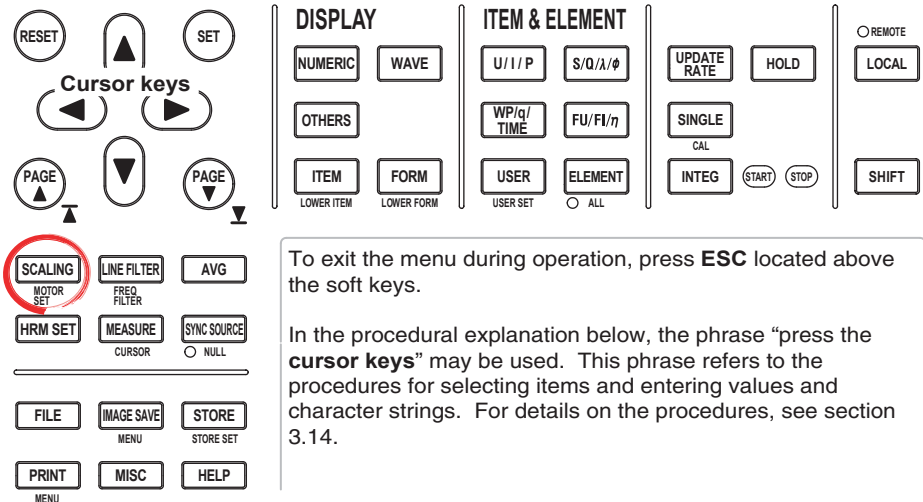 RESET
SET
Cursor keys
PAGE
PAGE
DISPLAY
NUMERIC
WAVE
OTHERS
ITEM
FORM
LOWER ITEM
LOWER FORM
ITEM & ELEMENT
U / I / P
S/Q/λ/ϕ
WP/q/
TIME
FU/FI/η
USER
ELEMENT
USER SET
ALL
UPDATE
RATE
HOLD
SINGLE
CAL
INTEG
START
STOP
REMOTE
LOCAL
SHIFT
SCALING
LINE FILTER
AVG
MOTOR
SET
FREQ
FILTER
HRM SET
MEASURE
SYNC SOURCE
CURSOR
NULL
FILE
IMAGE SAVE
STORE
MENU
STORE SET
PRINT
MISC
HELP
MENU
To exit the menu during operation, press ESC located above
the soft keys.
In the procedural explanation below, the phrase “press the
cursor keys” may be used. This phrase refers to the
procedures for selecting items and entering values and
character strings. For details on the procedures, see section
3.14.